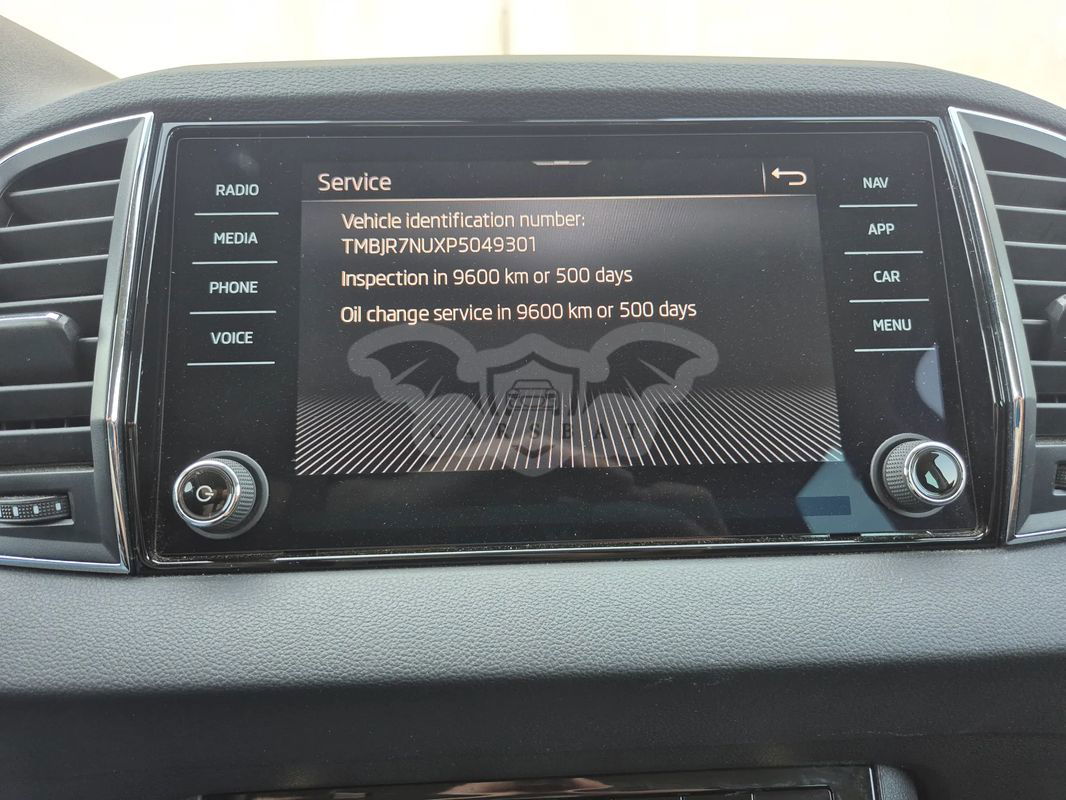 Service
Vehicle identification number:
TMBJR7NUXP5049301
Inspection in 9600 km or 500 days
Oil change service in 9600 km or 500 days
RADIO
MEDIA
PHONE
VOICE
NAV
APP
CAR
MENU
CARSBAT